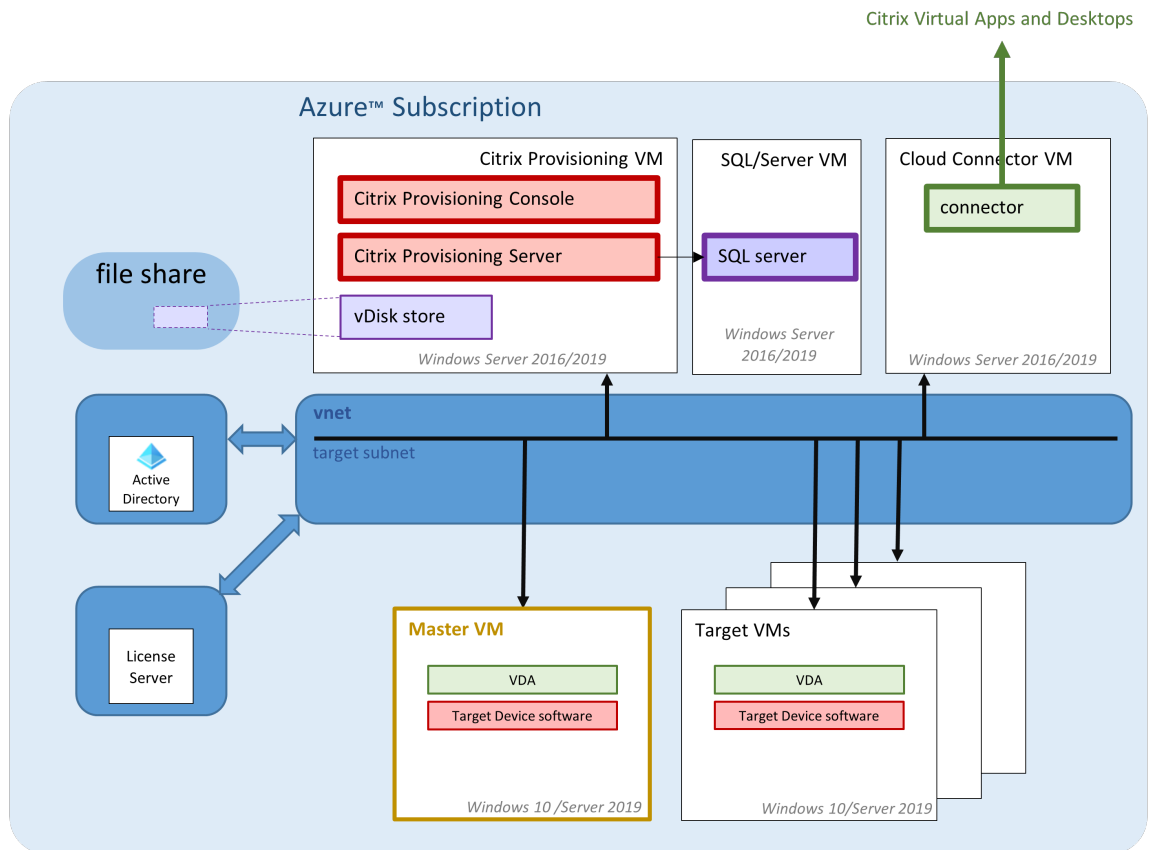 Citrix Virtual Apps and Desktops
Azure™ Subscription
Citrix Provisioning VM
Citrix Provisioning Console
Citrix Provisioning Server
vDisk store
Windows Server 2016/2019
SQL/Server VM
SQL server
Windows Server
2016/2019
Cloud Connector VM
connector
Windows Server 2016/2019
file share
vnet
target subnet
Active
Directory
License
Server
Master VM
VDA
Target Device software
Windows 10 /Server 2019
Target VMs
VDA
Target Device software
Windows 10/Server 2019